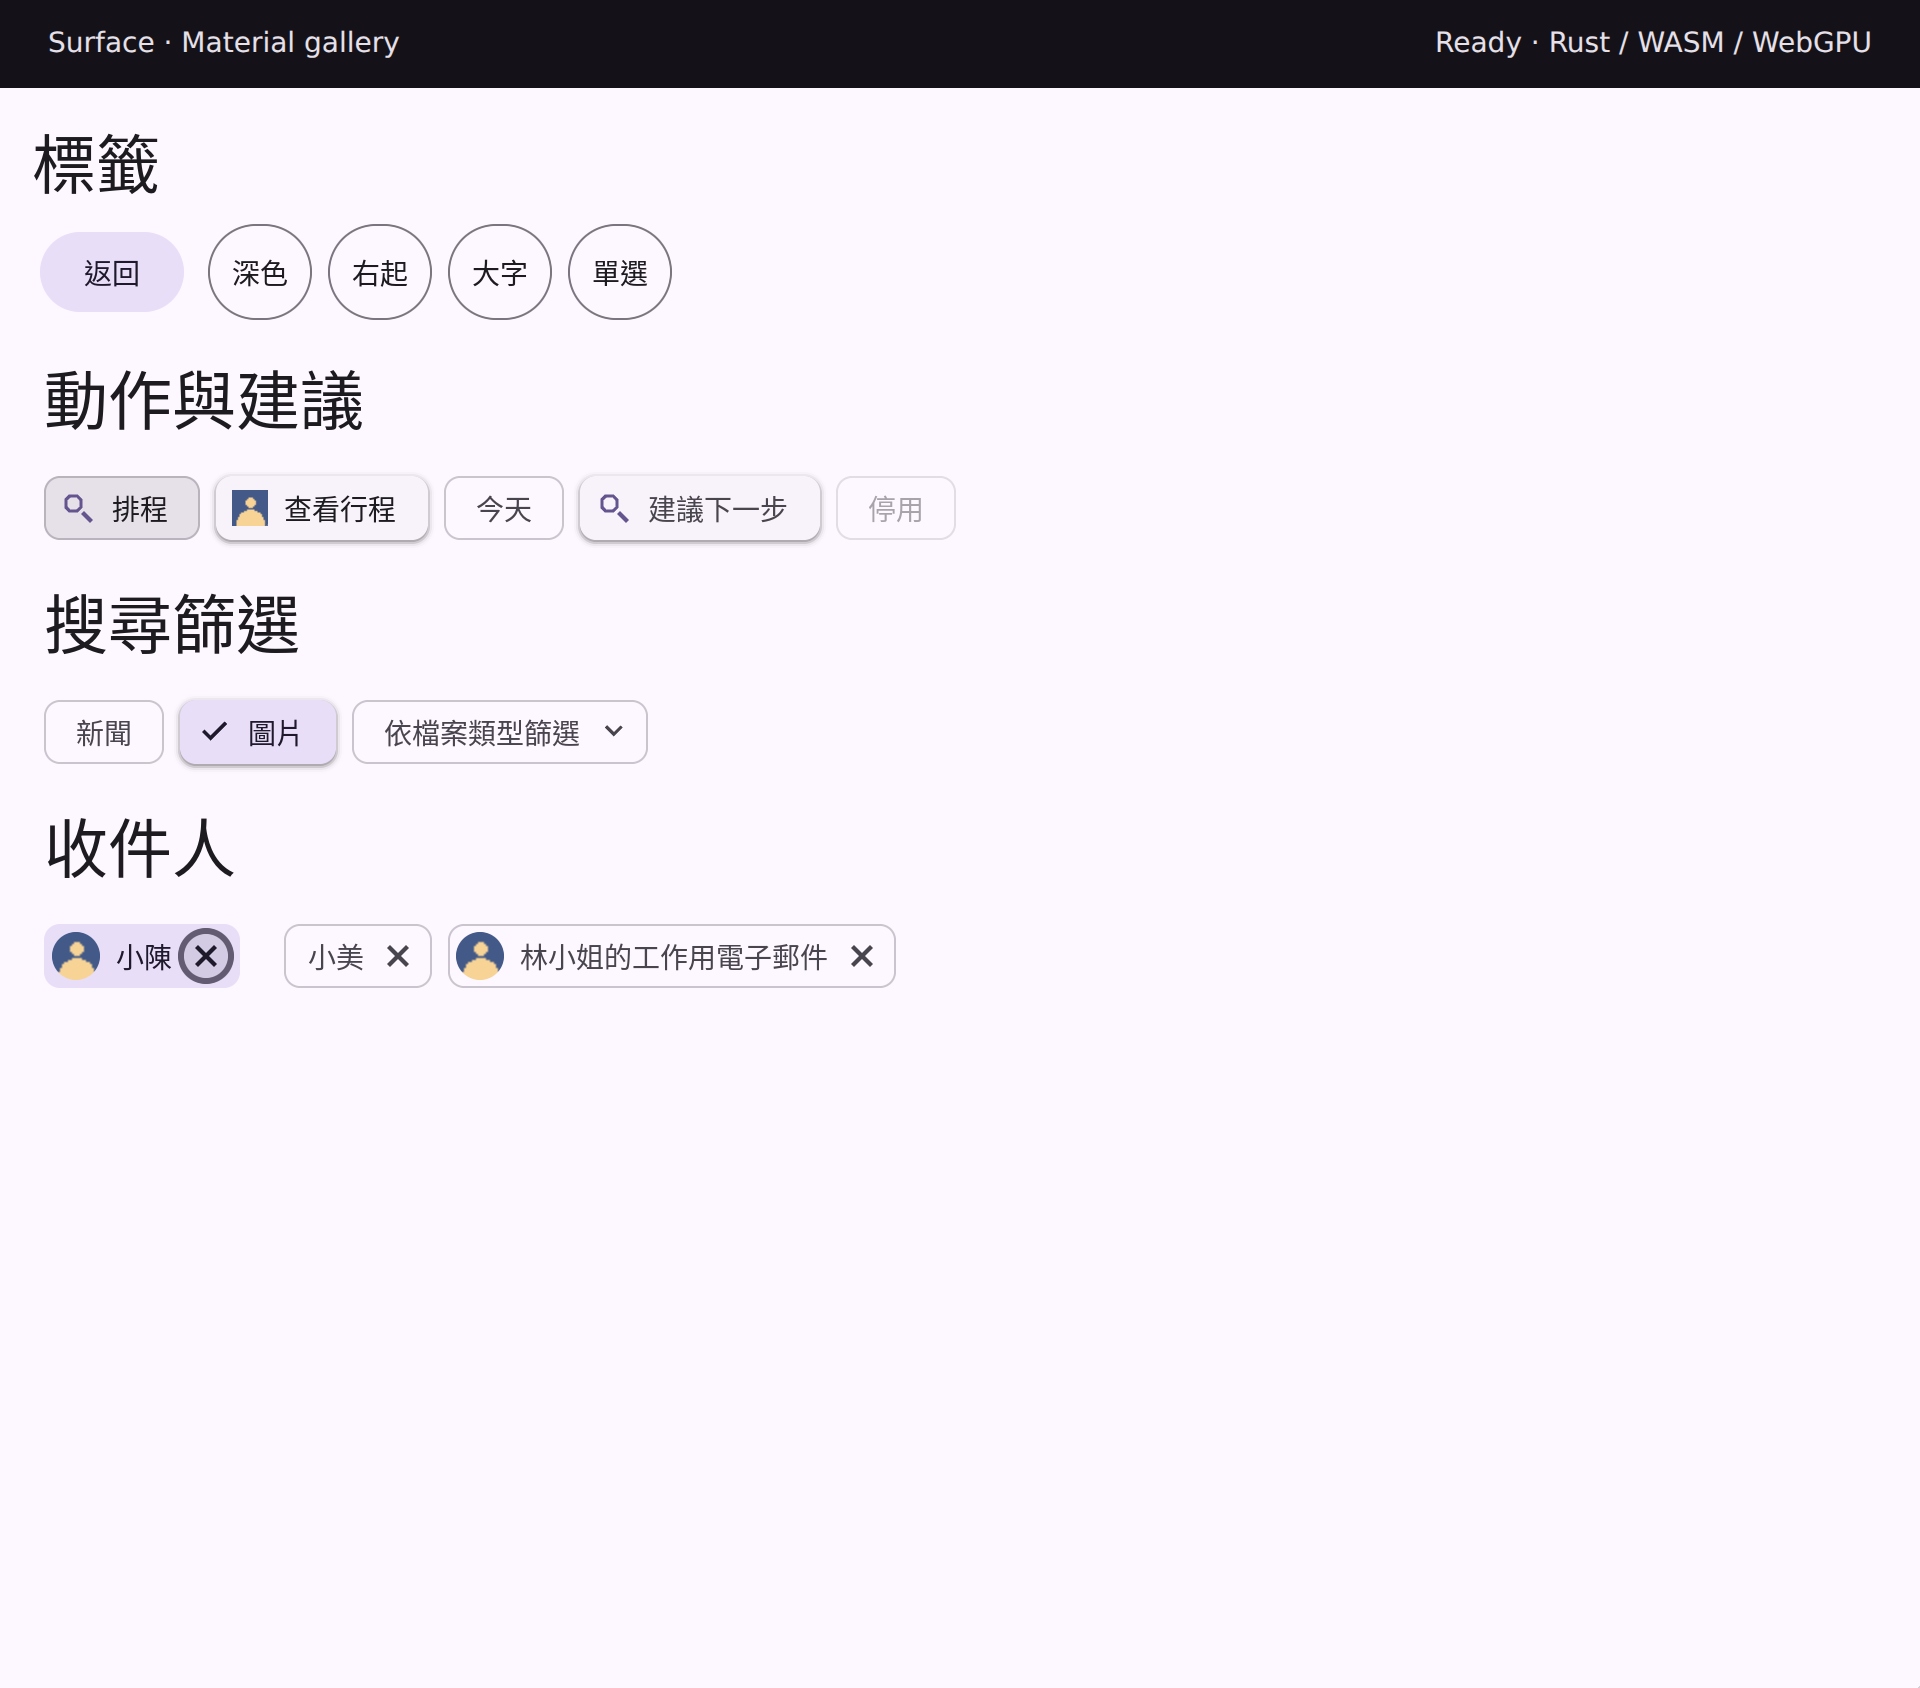 Surface · Material gallery
Ready · Rust / WASM / WebGPU
標籤
返回 深色 右起 大字 單選
動作與建議
排程 查看行程 今天 建議下一步 停用
搜尋篩選
新聞 圖片 依檔案類型篩選
收件人
小陳 小美 林小姐的工作用電子郵件